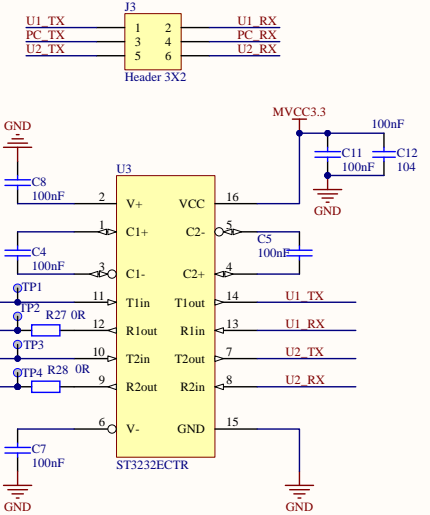 J3
U1_TX 1 2 U1_RX
PC_TX 3 4 PC_RX
U2_TX 5 6 U2_RX
Header 3X2
MVCC3.3
GND
100nF
C11
100nF
C12
104
GND
U3
C8
100nF
2 V+ VCC 16
1 C1+ C2- 5
C4
100nF
C5
100nF
3 C1- C2+ 4
TP1
11 T1in T1out 14 U1_TX
TP2
R27 0R
12 R1out R1in 13 U1_RX
TP3
10 T2in T2out 7 U2_TX
TP4
R28 0R
9 R2out R2in 8 U2_RX
6 V- GND 15
C7
100nF
ST3232ECTR
GND
GND